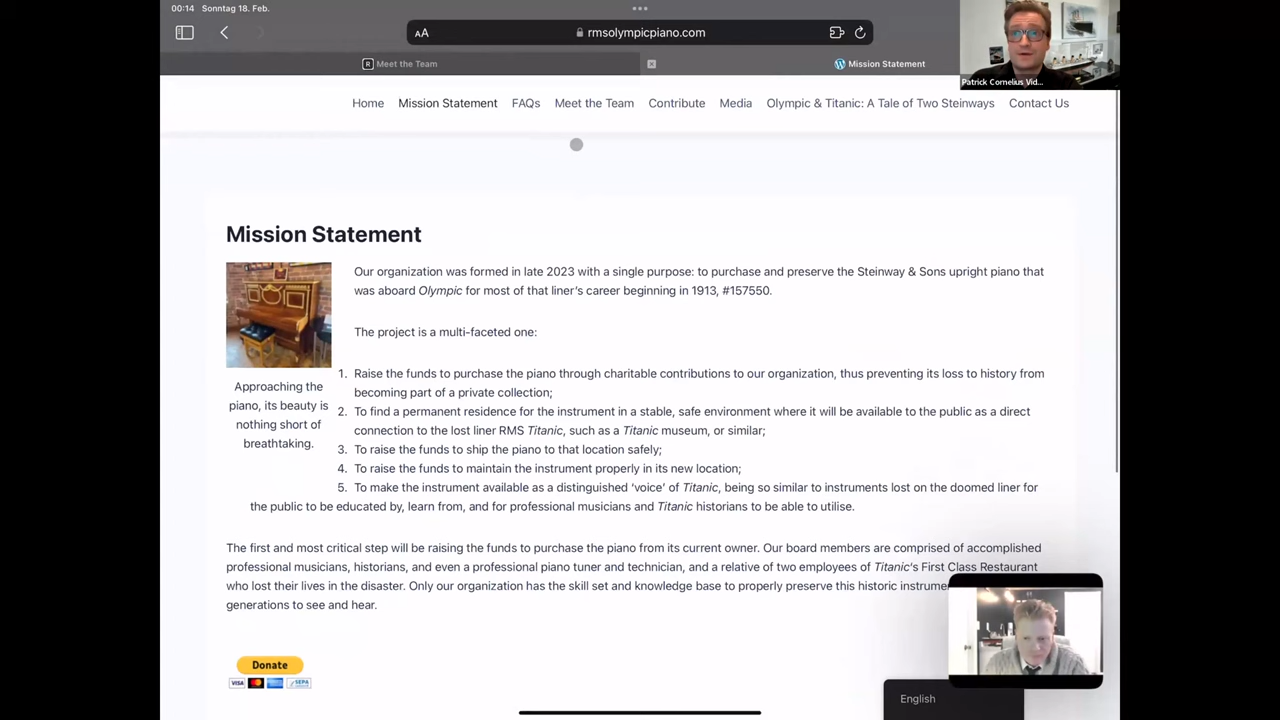 00:14 Sonntag 18. Feb.
AA
rmsolympicpiano.com
R Meet the Team
Mission Statement
Patrick Cornelius Vid...
Home Mission Statement FAQs Meet the Team Contribute Media Olympic & Titanic: A Tale of Two Steinways Contact Us
Mission Statement
Our organization was formed in late 2023 with a single purpose: to purchase and preserve the Steinway & Sons upright piano that
was aboard Olympic for most of that liner's career beginning in 1913, #157550.
The project is a multi-faceted one:
Approaching the
piano, its beauty is
nothing short of
breathtaking.
1. Raise the funds to purchase the piano through charitable contributions to our organization, thus preventing its loss to history from
becoming part of a private collection;
2. To find a permanent residence for the instrument in a stable, safe environment where it will be available to the public as a direct
connection to the lost liner RMS Titanic, such as a Titanic museum, or similar;
3. To raise the funds to ship the piano to that location safely;
4. To raise the funds to maintain the instrument properly in its new location;
5. To make the instrument available as a distinguished 'voice' of Titanic, being so similar to instruments lost on the doomed liner for
the public to be educated by, learn from, and for professional musicians and Titanic historians to be able to utilise.
The first and most critical step will be raising the funds to purchase the piano from its current owner. Our board members are comprised of accomplished
professional musicians, historians, and even a professional piano tuner and technician, and a relative of two employees of Titanic's First Class Restaurant
who lost their lives in the disaster. Only our organization has the skill set and knowledge base to properly preserve this historic
generations to see and hear.
Donate
VISA SEPA
English